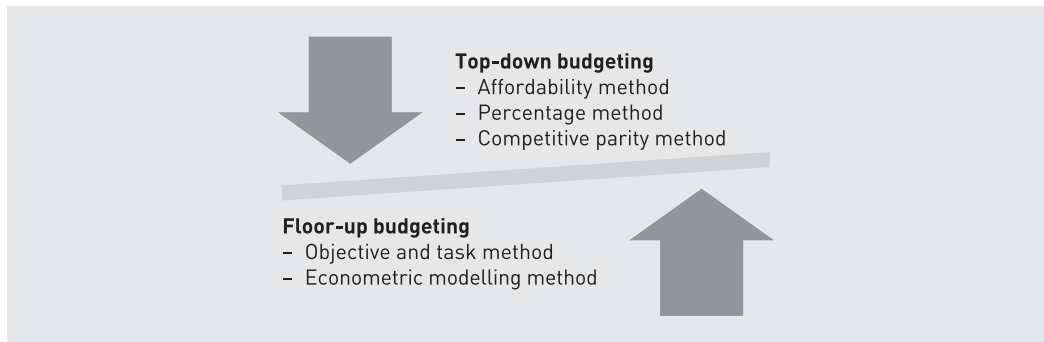 Top-down budgeting
– Affordability method
– Percentage method
– Competitive parity method
Floor-up budgeting
– Objective and task method
– Econometric modelling method